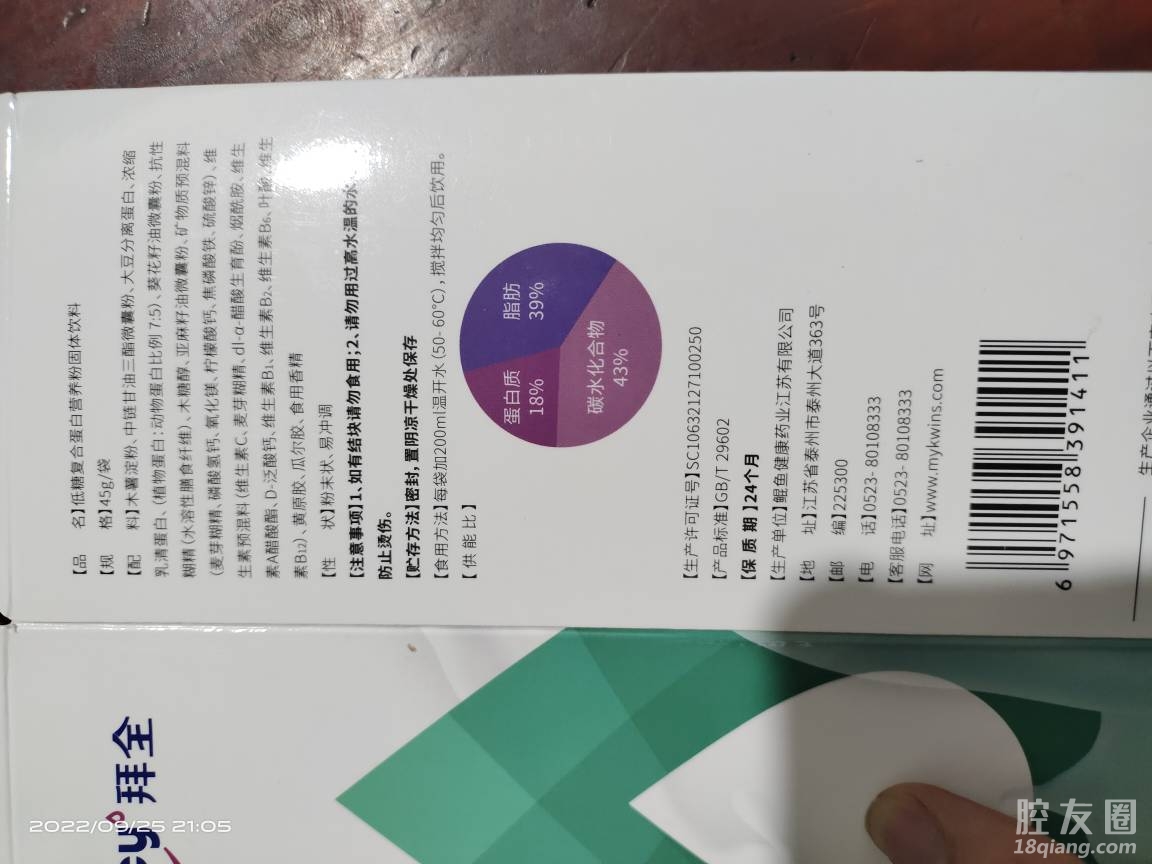 【品 名】低糖复合蛋白营养粉固体饮料
【规 格】45g/袋
【配 料】木薯淀粉、中链甘油三酯微囊粉、大豆分离蛋白、浓缩
乳清蛋白、(植物蛋白:动物蛋白比例 7:5)、葵花籽油微囊粉、抗性
糊精(水溶性膳食纤维)、木糖醇、亚麻籽油微囊粉、矿物质预混料
(麦芽糊精、磷酸氢钙、氧化镁、柠檬酸钙、焦磷酸铁、硫酸锌)、维
生素预混料(维生素C、麦芽糊精、dl-α-醋酸生育酚、烟酰胺、维生
素A醋酸酯、D-泛酸钙、维生素B₁、维生素B₂、维生素B₆、叶酸、维生
素B₁₂)、黄原胶、瓜尔胶、食用香精
【性 状】粉末状、易冲调
【注意事项】1、如有结块请勿食用;2、请勿用过高水温的水
防止烫伤。
【贮存方法】密封,置阴凉干燥处保存
【食用方法】每袋加200ml温开水(50-60°C),搅拌均匀后饮用。
【供能比】
脂肪
39%
蛋白质
18%
碳水化合物
43%
【生产许可证号】SC10632127100250
【产品标准】GB/T 29602
【保 质 期】24个月
【生产单位】鲲鱼健康药业江苏有限公司
【地 址】江苏省泰州市泰州大道363号
【邮 编】225300
【电 话】0523-80108333
【客服电话】0523-80108333
【网 址】www.mykwins.com
6 971558 391411
生产企业通过
ey 拜全
2022/09/25 21:05
腔友圈
18qiang.com